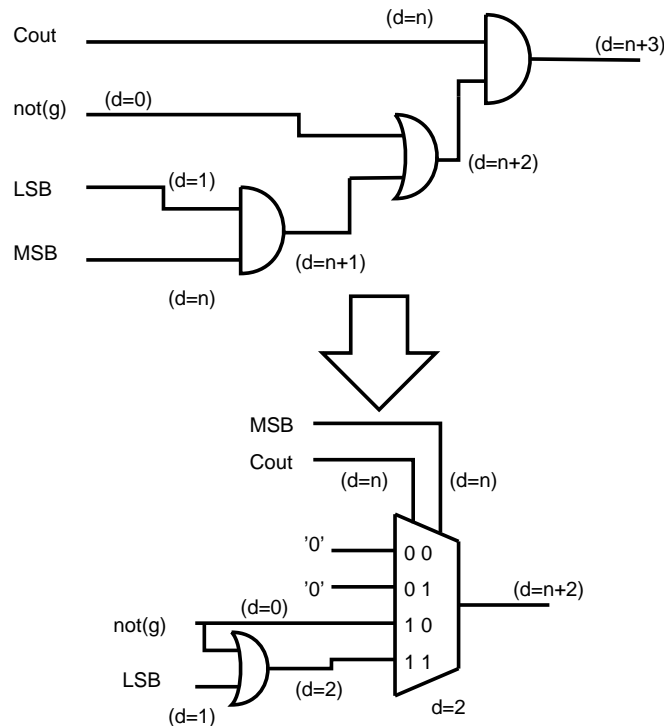 Cout
(d=n)
(d=n+3)
not(g)
(d=0)
LSB
(d=1)
(d=n+2)
MSB
(d=n+1)
(d=n)
MSB
Cout
(d=n)
(d=n)
'0'
0 0
'0'
0 1
(d=n+2)
not(g)
(d=0)
1 0
1 1
LSB
(d=2)
(d=1)
d=2